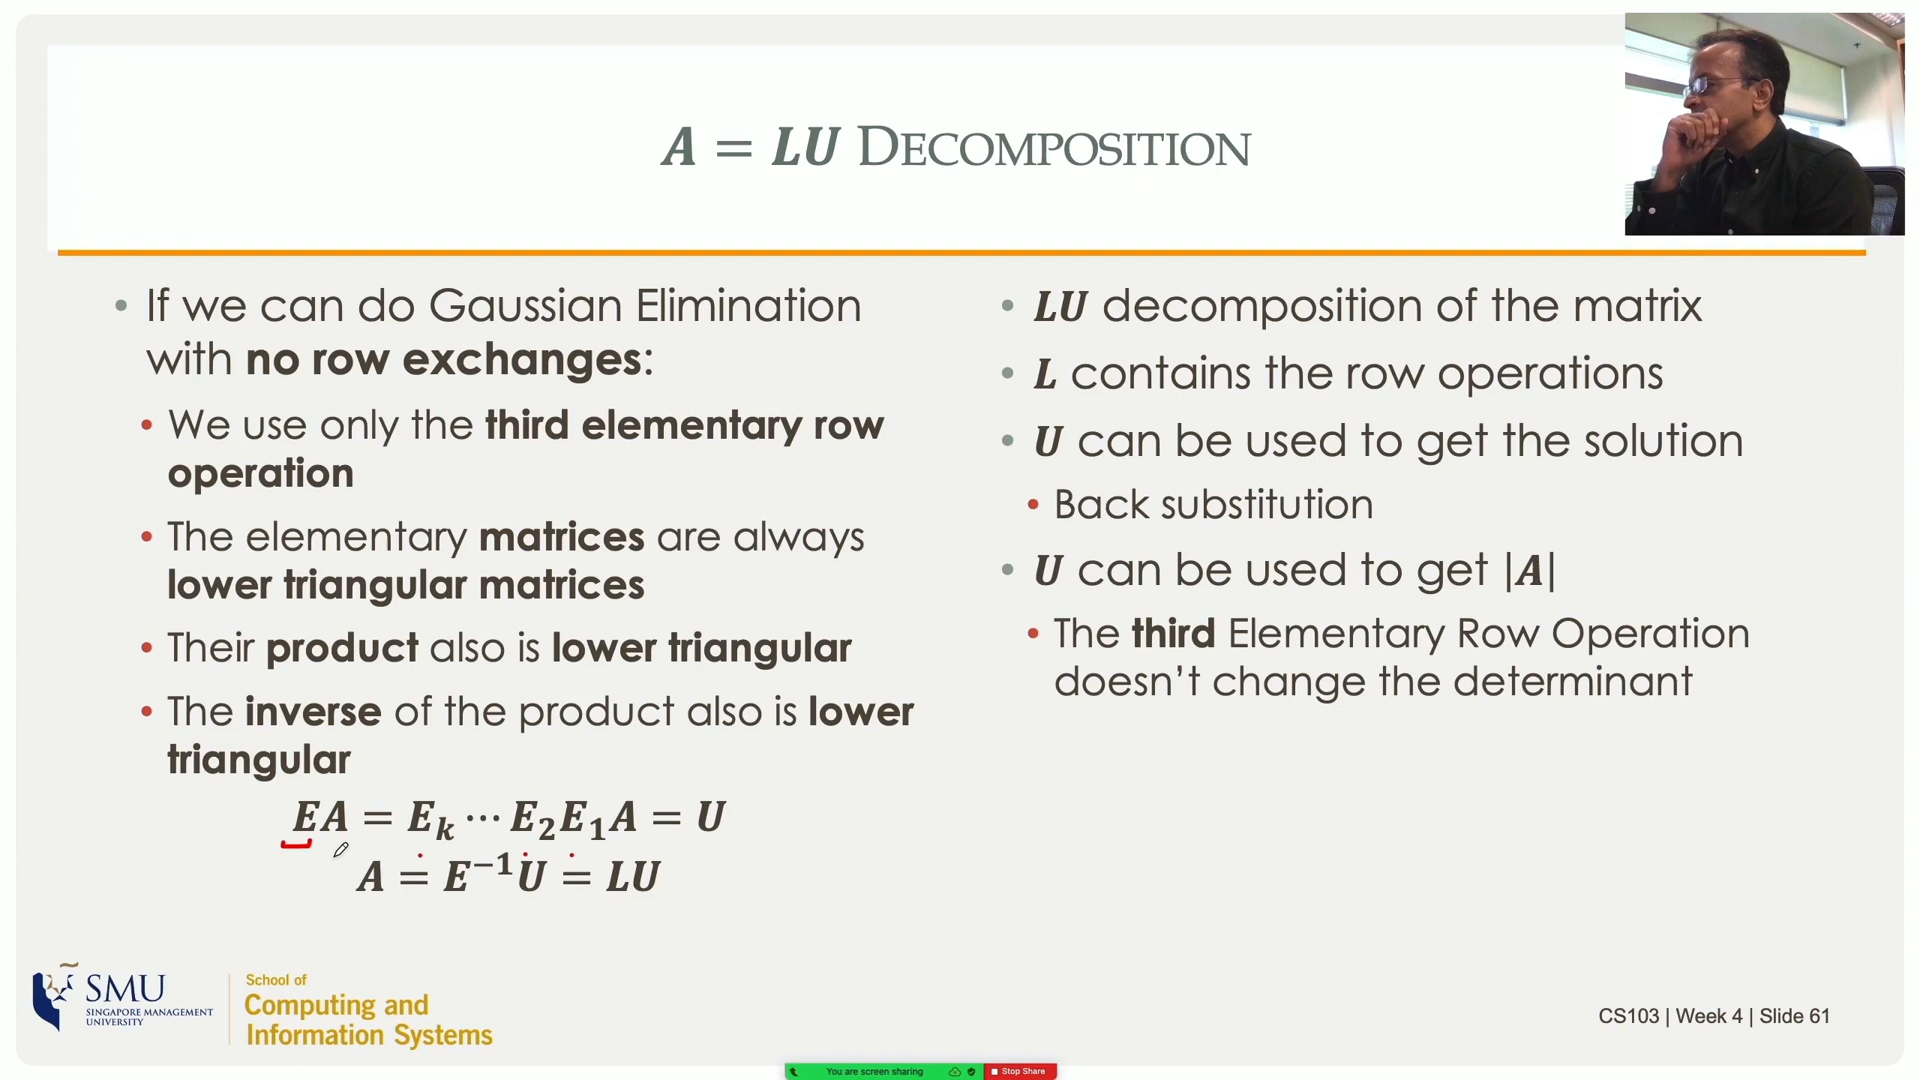 A = LU DECOMPOSITION
• If we can do Gaussian Elimination
with no row exchanges:
• We use only the third elementary row
operation
• The elementary matrices are always
lower triangular matrices
• Their product also is lower triangular
• The inverse of the product also is lower
triangular
EA = Eₖ ⋯ E₂E₁A = U
A = E⁻¹U = LU
• LU decomposition of the matrix
• L contains the row operations
• U can be used to get the solution
• Back substitution
• U can be used to get |A|
• The third Elementary Row Operation
doesn’t change the determinant
SMU
SINGAPORE MANAGEMENT
UNIVERSITY
School of
Computing and
Information Systems
CS103 | Week 4 | Slide 61
You are screen sharing
Stop Share